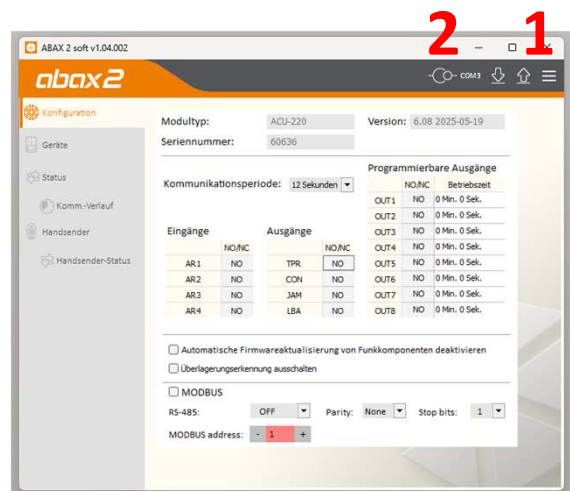 2 1
ABAX 2 soft v1.04.002
abax2
COM3
Konfiguration
Geräte
Status
Komm.-Verlauf
Handsender
Handsender-Status
Modultyp: ACU-220 Version: 6.08 2025-05-19
Seriennummer: 60636
Programmierbare Ausgänge
Kommunikationsperiode: 12 Sekunden
NO/NC Betriebszeit
OUT1 NO 0 Min. 0 Sek.
OUT2 NO 0 Min. 0 Sek.
OUT3 NO 0 Min. 0 Sek.
OUT4 NO 0 Min. 0 Sek.
OUT5 NO 0 Min. 0 Sek.
OUT6 NO 0 Min. 0 Sek.
OUT7 NO 0 Min. 0 Sek.
OUT8 NO 0 Min. 0 Sek.
Eingänge
NO/NC
AR1 NO
AR2 NO
AR3 NO
AR4 NO
Ausgänge
NO/NC
TPR NO
CON NO
JAM NO
LBA NO
Automatische Firmwareaktualisierung von Funkkomponenten deaktivieren
Überlagerungserkennung ausschalten
MODBUS
RS-485: OFF Parity: None Stop bits: 1
MODBUS address: - 1 +